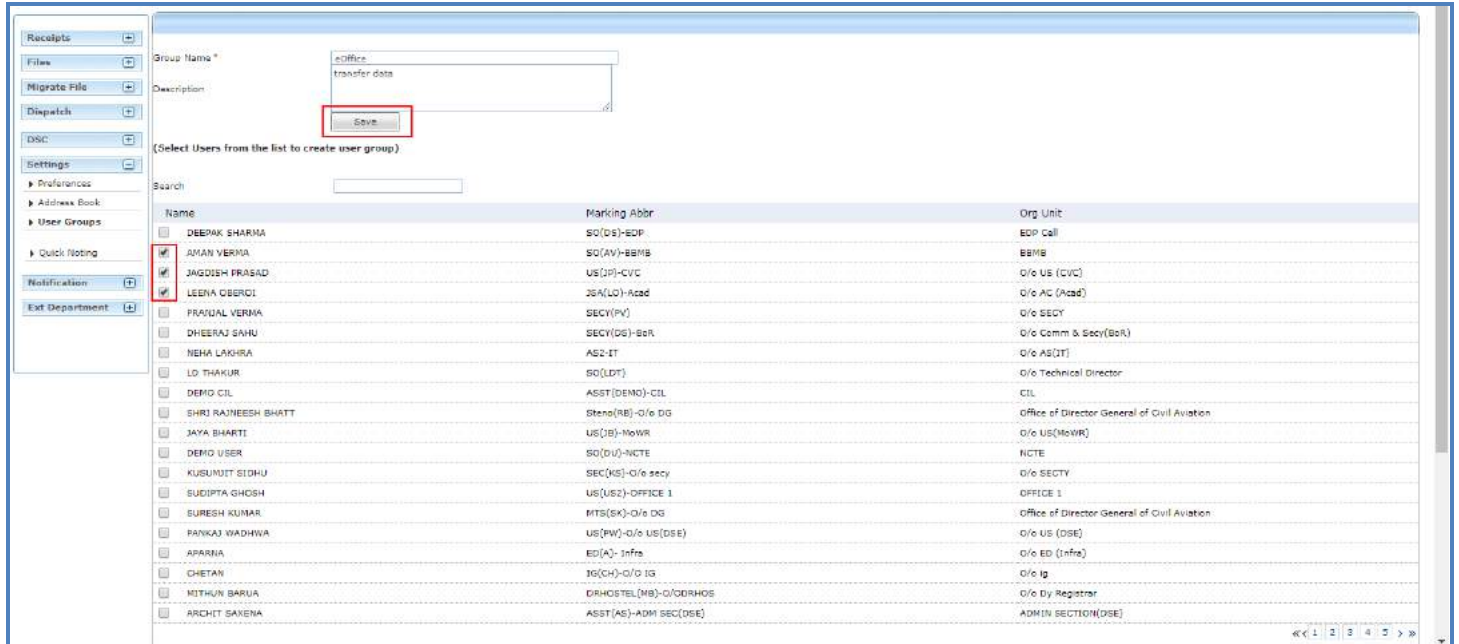 Receipts
Files
Migrate File
Dispatch
DSC
Settings
Preferences
Address Book
User Groups
Quick Noting
Notification
Ext Department
Group Name * eOffice
Description transfer data
Save
(Select Users from the list to create user group)
Search
Name Marking Abbr Org Unit
DEEPAK SHARMA SO(DS)-EDP EDP Cell
AMAN VERMA SO(AV)-BBMB BBMB
JAGDISH PRASAD US(JP)-CVC O/o US (CVC)
LEENA OBEROI JSA(LO)-Acad O/o AC (Acad)
PRANJAL VERMA SECY(PV) O/o SECY
DHEERAJ SAHU SECY(DS)-BoR O/o Comm & Secy(BoR)
NEHA LAKHRA AS2-IT O/o AS(IT)
LD THAKUR SO(LDT) O/o Technical Director
DEMO CIL ASST(DEMO)-CIL CIL
SHRI RAJNEESH BHATT Steno(RB)-O/o DG Office of Director General of Civil Aviation
JAYA BHARTI US(JB)-MoWR O/o US(MoWR)
DEMO USER SO(DU)-NCTE NCTE
KUSUMJIT SIDHU SEC(KS)-O/o secy O/o SECTY
SUDIPTA GHOSH US(US2)-OFFICE 1 OFFICE 1
SURESH KUMAR MTS(SK)-O/o DG Office of Director General of Civil Aviation
PANKAJ WADHWA US(PW)-O/o US(DSE) O/o US (DSE)
APARNA ED(A)- Infra O/o ED (Infra)
CHETAN IG(CH)-O/O IG O/o ig
MITHUN BARUA DRHOSTEL(MB)-O/ODRHOS O/o Dy Registrar
ARCHIT SAXENA ASST(AS)-ADM SEC(DSE) ADMIN SECTION(DSE)
« < 1 2 3 4 5 > »